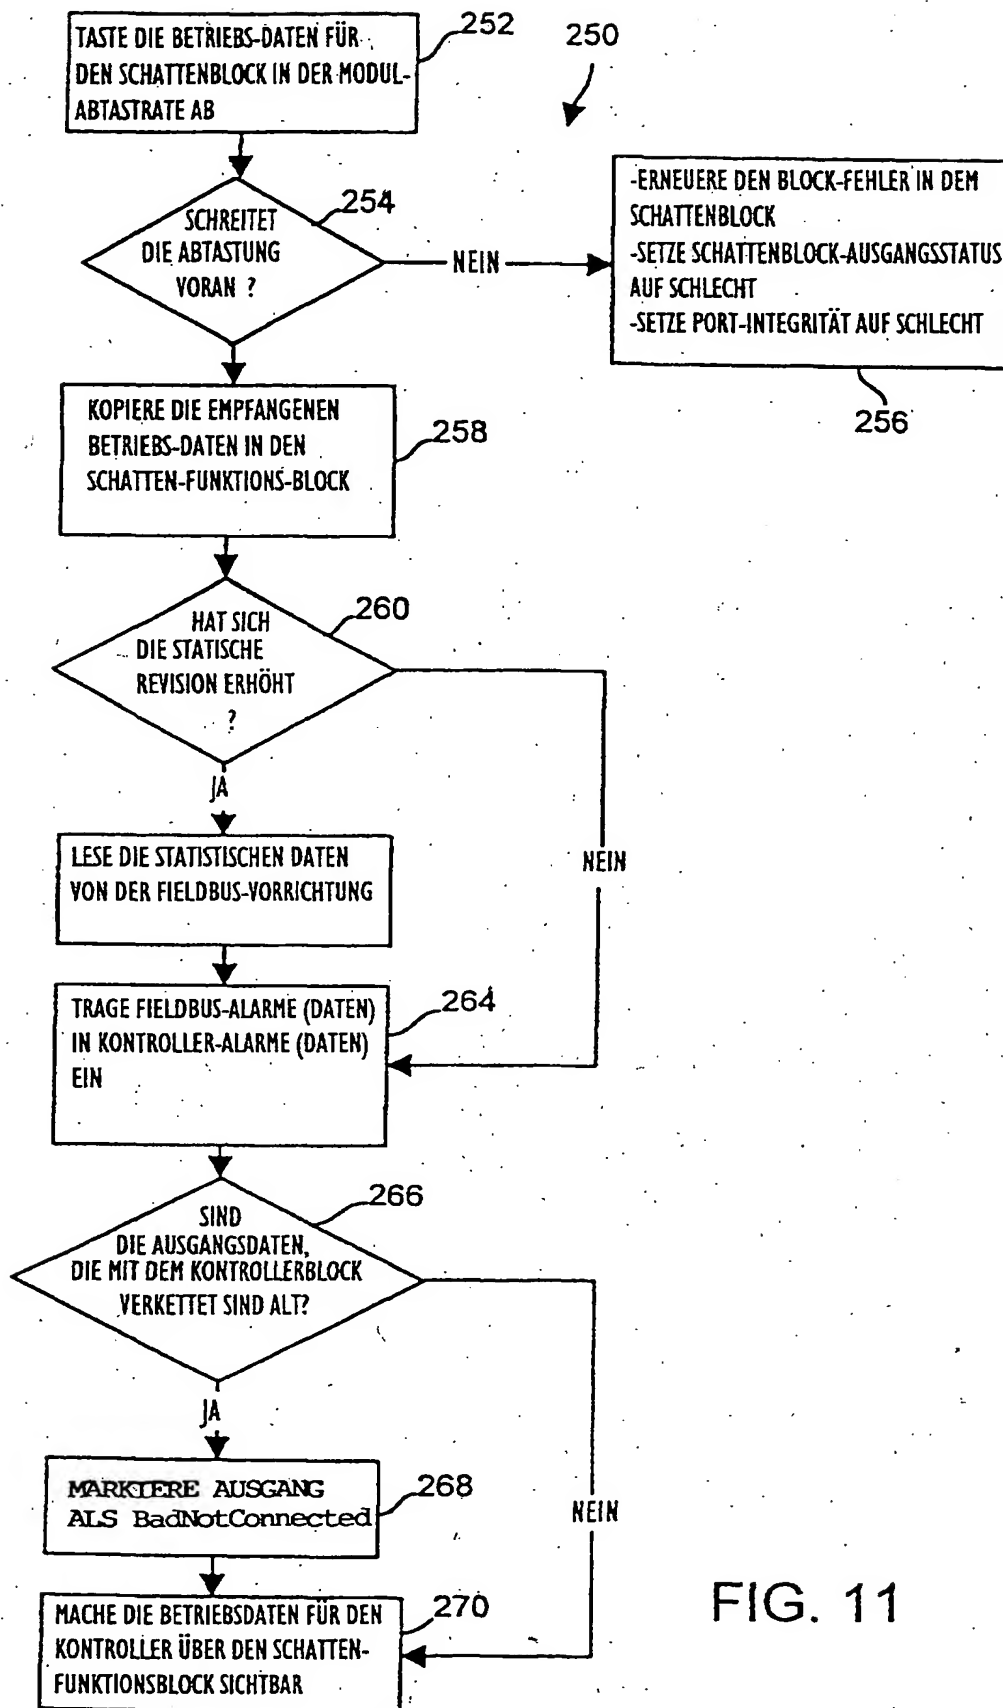 TASTE DIE BETRIEBS-DATEN FÜR
DEN SCHATTENBLOCK IN DER MODUL-
ABTASTRATE AB
252
250
SCHREITET
DIE ABTASTUNG
VORAN ?
254
NEIN
-ERNEUERE DEN BLOCK-FEHLER IN DEM
SCHATTENBLOCK
-SETZE SCHATTENBLOCK-AUSGANGSSTATUS
AUF SCHLECHT
-SETZE PORT-INTEGRITÄT AUF SCHLECHT
256
KOPIERE DIE EMPFANGENEN
BETRIEBS-DATEN IN DEN
SCHATTEN-FUNKTIONS-BLOCK
258
HAT SICH
DIE STATISCHE
REVISION ERHÖHT
?
260
JA
NEIN
LESE DIE STATISTISCHEN DATEN
VON DER FIELDBUS-VORRICHTUNG
TRAGE FIELDBUS-ALARME (DATEN)
IN KONTROLLER-ALARME (DATEN)
EIN
264
SIND
DIE AUSGANGSDATEN,
DIE MIT DEM KONTROLLERBLOCK
VERKETTET SIND ALT?
266
JA
NEIN
MARKTERE AUSGANG
ALS BadNotConnected
268
MACHE DIE BETRIEBSDATEN FÜR DEN
KONTROLLER ÜBER DEN SCHATTEN-
FUNKTIONSBLOCK SICHTBAR
270
FIG. 11